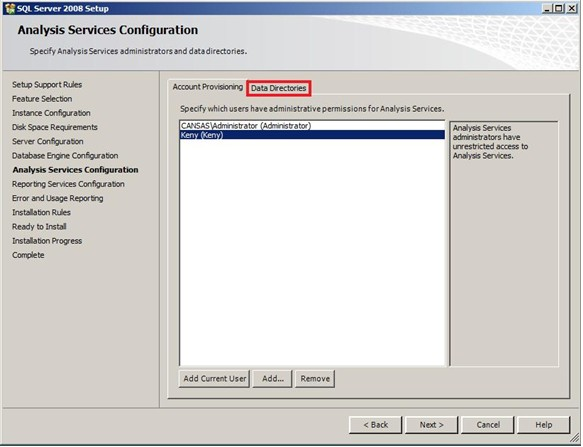 SQL Server 2008 Setup
Analysis Services Configuration
Specify Analysis Services administrators and data directories.
Setup Support Rules
Feature Selection
Instance Configuration
Disk Space Requirements
Server Configuration
Database Engine Configuration
Analysis Services Configuration
Reporting Services Configuration
Error and Usage Reporting
Installation Rules
Ready to Install
Installation Progress
Complete
Account Provisioning
Data Directories
Specify which users have administrative permissions for Analysis Services.
CANSAS\Administrator (Administrator)
Keny (Keny)
Analysis Services
administrators have
unrestricted access to
Analysis Services.
Add Current User
Add...
Remove
< Back
Next >
Cancel
Help